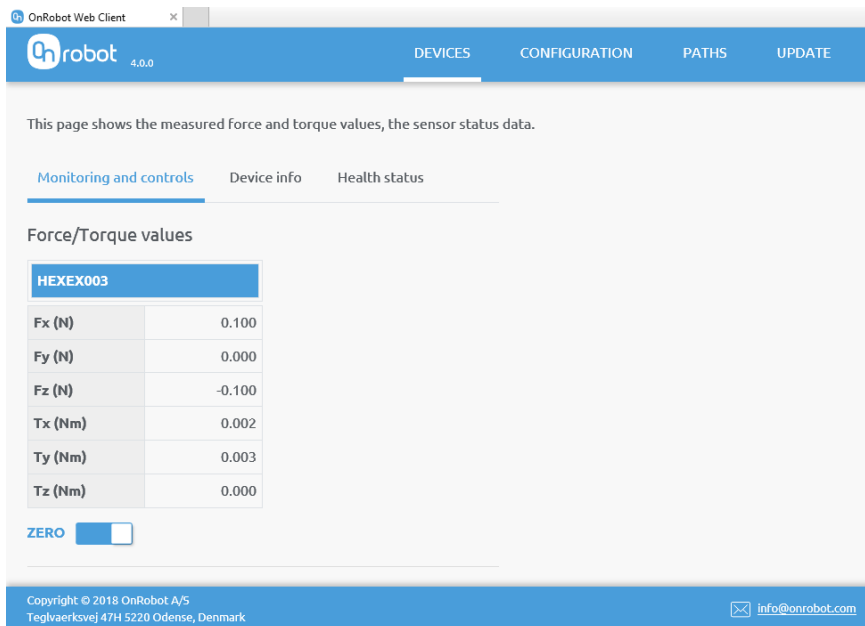 OnRobot Web Client
OnRobot 4.0.0 DEVICES CONFIGURATION PATHS UPDATE
This page shows the measured force and torque values, the sensor status data.
Monitoring and controls Device info Health status
Force/Torque values
HEXEX003
Fx (N) 0.100
Fy (N) 0.000
Fz (N) -0.100
Tx (Nm) 0.002
Ty (Nm) 0.003
Tz (Nm) 0.000
ZERO
Copyright © 2018 OnRobot A/S
Teglvaerksvej 47H 5220 Odense, Denmark
info@onrobot.com